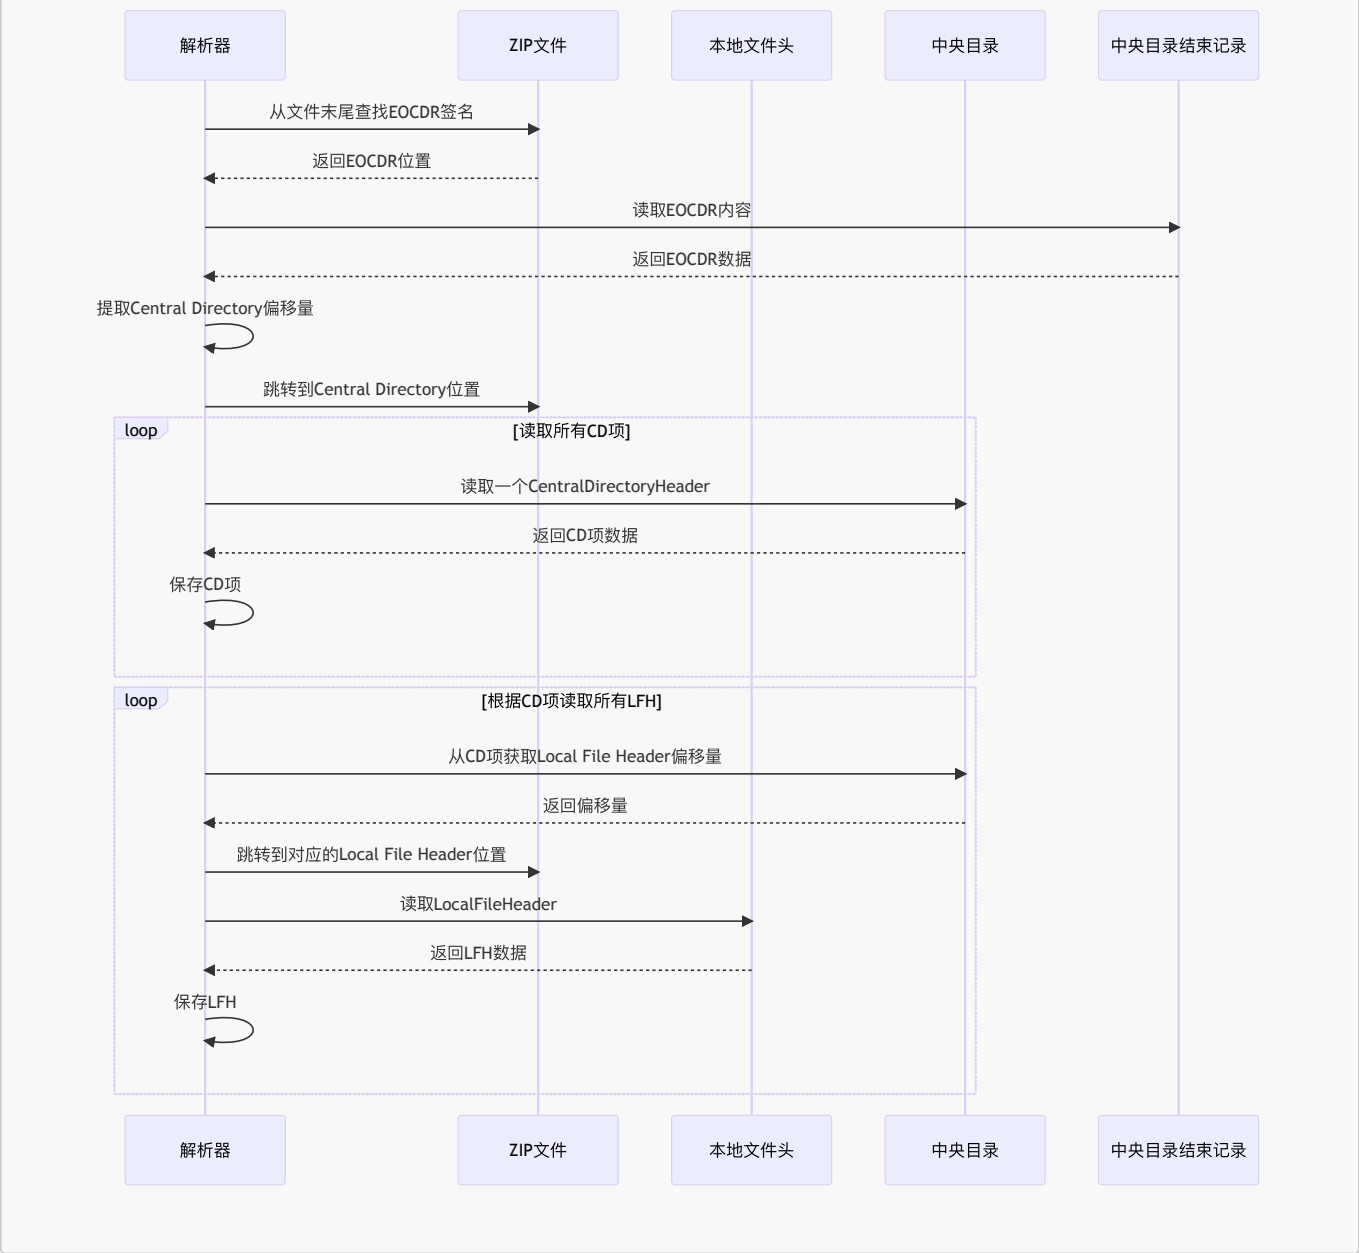 解析器
ZIP文件
本地文件头
中央目录
中央目录结束记录
从文件末尾查找EOCDR签名
返回EOCDR位置
读取EOCDR内容
返回EOCDR数据
提取Central Directory偏移量
跳转到Central Directory位置
loop
[读取所有CD项]
读取一个CentralDirectoryHeader
返回CD项数据
保存CD项
loop
[根据CD项读取所有LFH]
从CD项获取Local File Header偏移量
返回偏移量
跳转到对应的Local File Header位置
读取LocalFileHeader
返回LFH数据
保存LFH
解析器
ZIP文件
本地文件头
中央目录
中央目录结束记录